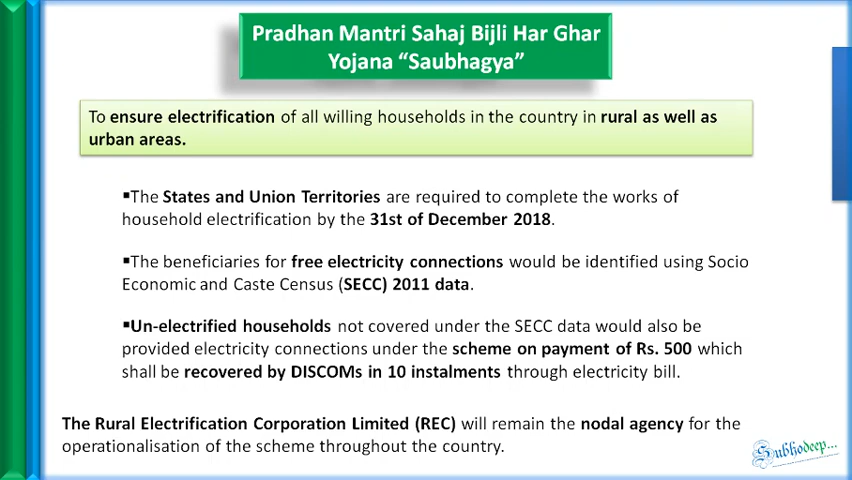 Pradhan Mantri Sahaj Bijli Har Ghar
Yojana “Saubhagya”
To ensure electrification of all willing households in the country in rural as well as
urban areas.
▪The States and Union Territories are required to complete the works of
household electrification by the 31st of December 2018.
▪The beneficiaries for free electricity connections would be identified using Socio
Economic and Caste Census (SECC) 2011 data.
▪Un-electrified households not covered under the SECC data would also be
provided electricity connections under the scheme on payment of Rs. 500 which
shall be recovered by DISCOMs in 10 instalments through electricity bill.
The Rural Electrification Corporation Limited (REC) will remain the nodal agency for the
operationalisation of the scheme throughout the country.
Subhodeep...